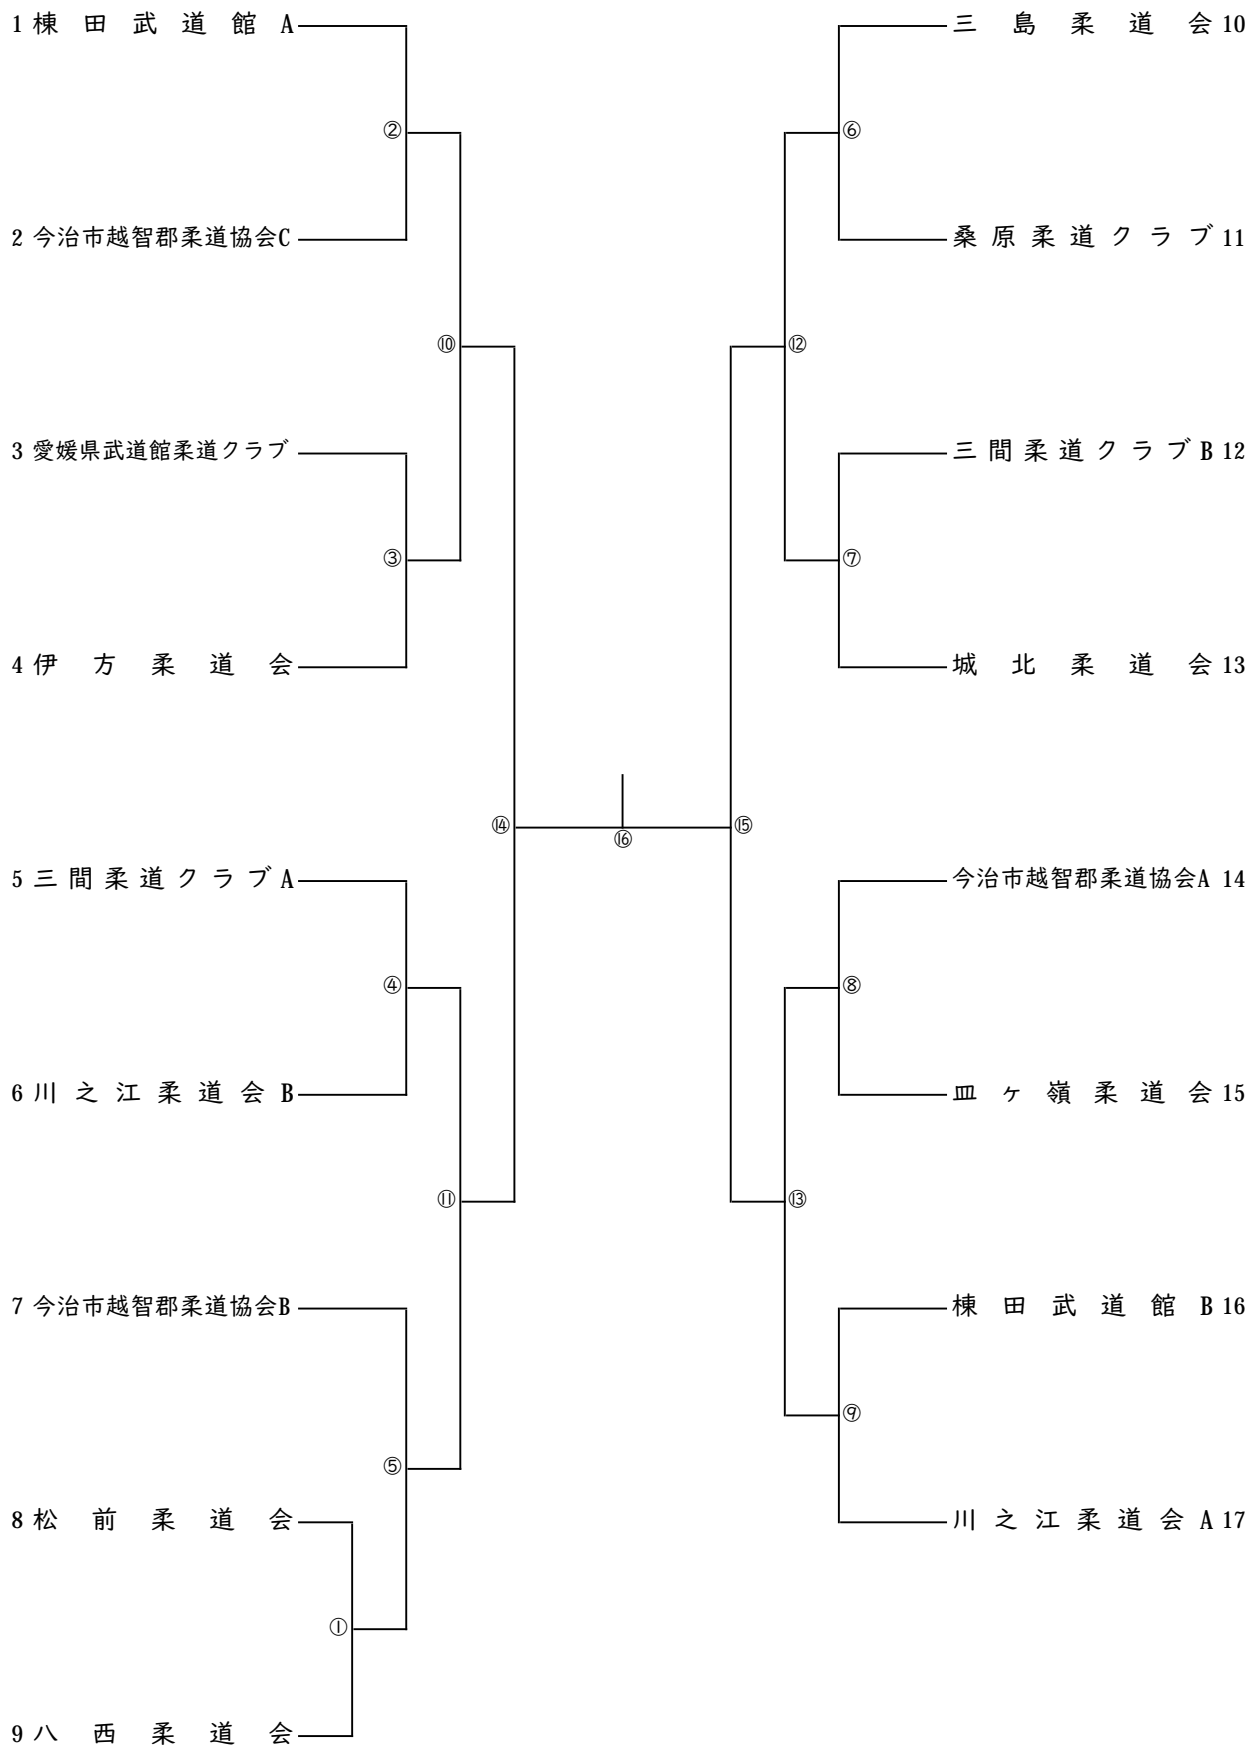 1 棟田武道館A
三島柔道会 10
②
⑥
2 今治市越智郡柔道協会C
桑原柔道クラブ 11
⑩
⑫
3 愛媛県武道館柔道クラブ
三間柔道クラブB 12
③
⑦
4 伊方柔道会
城北柔道会 13
⑭
⑯
⑮
5 三間柔道クラブA
今治市越智郡柔道協会A 14
④
⑧
6 川之江柔道会B
皿ヶ嶺柔道会 15
⑪
⑬
7 今治市越智郡柔道協会B
棟田武道館B 16
⑨
⑤
8 松前柔道会
川之江柔道会A 17
①
9 八西柔道会